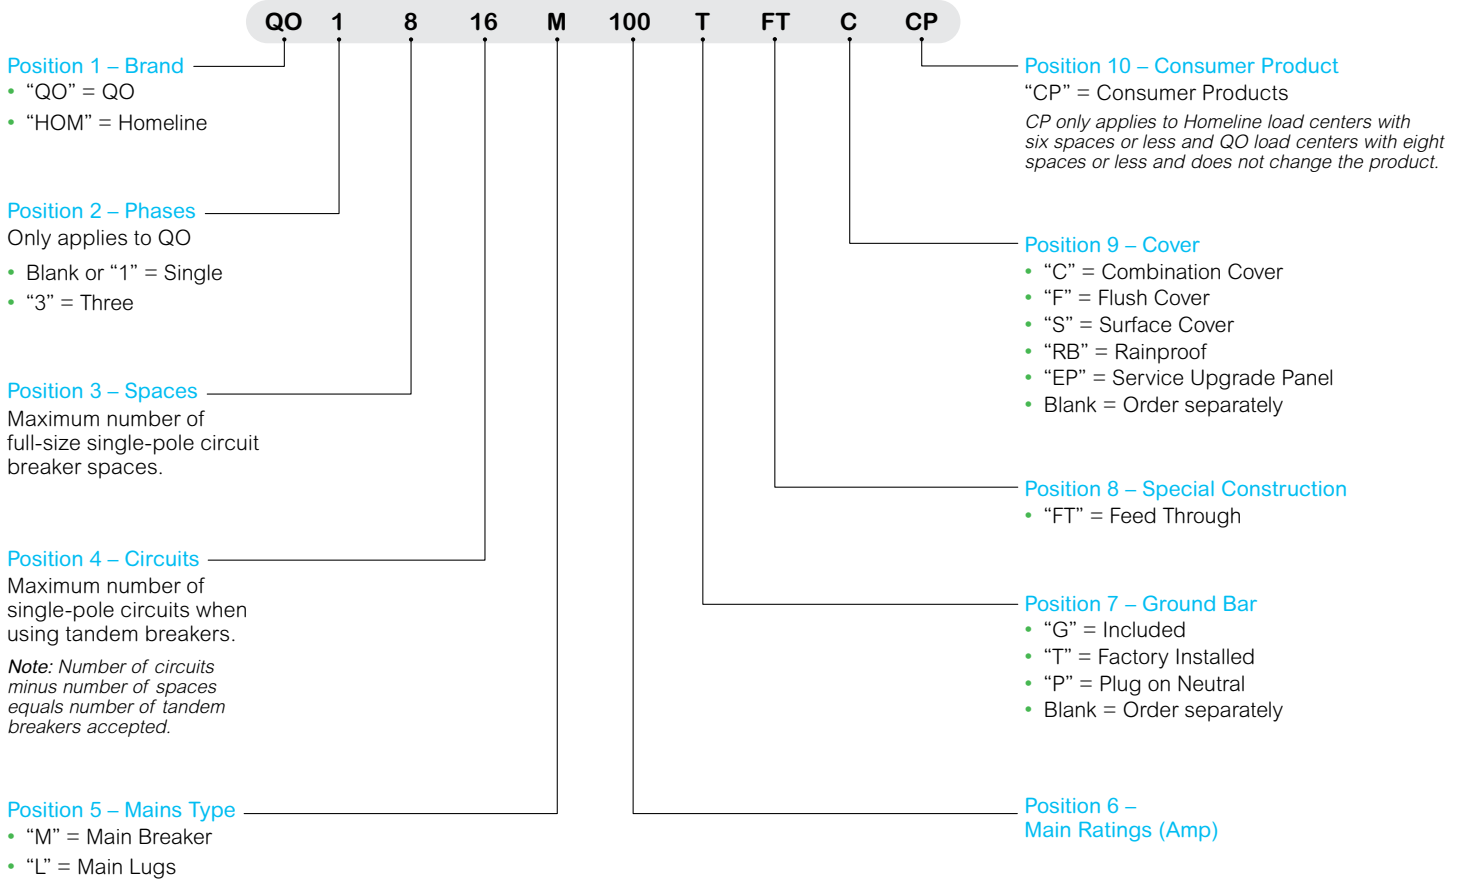 QO 1 8 16 M 100 T FT C CP
Position 1 – Brand
• “QO” = QO
• “HOM” = Homeline
Position 2 – Phases
Only applies to QO
• Blank or “1” = Single
• “3” = Three
Position 3 – Spaces
Maximum number of
full-size single-pole circuit
breaker spaces.
Position 4 – Circuits
Maximum number of
single-pole circuits when
using tandem breakers.
Note: Number of circuits
minus number of spaces
equals number of tandem
breakers accepted.
Position 5 – Mains Type
• “M” = Main Breaker
• “L” = Main Lugs
Position 10 – Consumer Product
“CP” = Consumer Products
CP only applies to Homeline load centers with
six spaces or less and QO load centers with eight
spaces or less and does not change the product.
Position 9 – Cover
• “C” = Combination Cover
• “F” = Flush Cover
• “S” = Surface Cover
• “RB” = Rainproof
• “EP” = Service Upgrade Panel
• Blank = Order separately
Position 8 – Special Construction
• “FT” = Feed Through
Position 7 – Ground Bar
• “G” = Included
• “T” = Factory Installed
• “P” = Plug on Neutral
• Blank = Order separately
Position 6 –
Main Ratings (Amp)